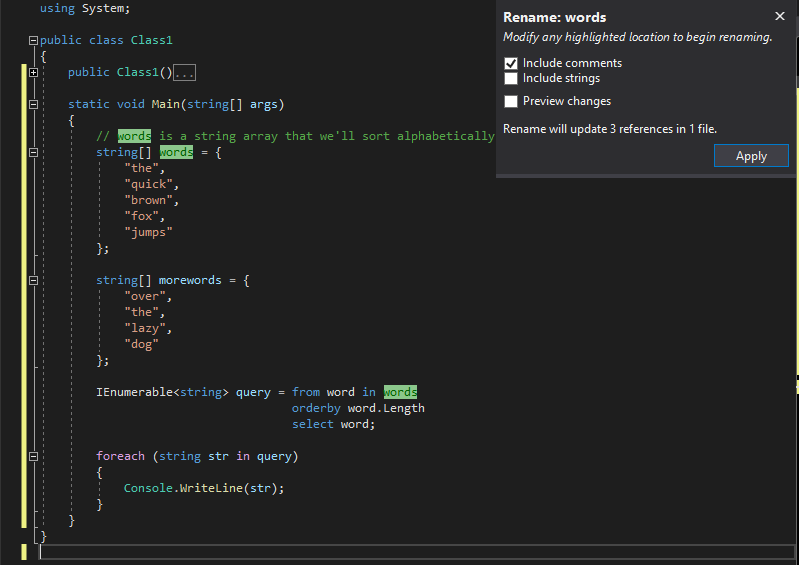 using System;
public class Class1
{
public Class1()...
static void Main(string[] args)
{
// words is a string array that we'll sort alphabetically
string[] words = {
"the",
"quick",
"brown",
"fox",
"jumps"
};
string[] morewords = {
"over",
"the",
"lazy",
"dog"
};
IEnumerable<string> query = from word in words
orderby word.Length
select word;
foreach (string str in query)
{
Console.WriteLine(str);
}
}
}
Rename: words
Modify any highlighted location to begin renaming.
Include comments
Include strings
Preview changes
Rename will update 3 references in 1 file.
Apply